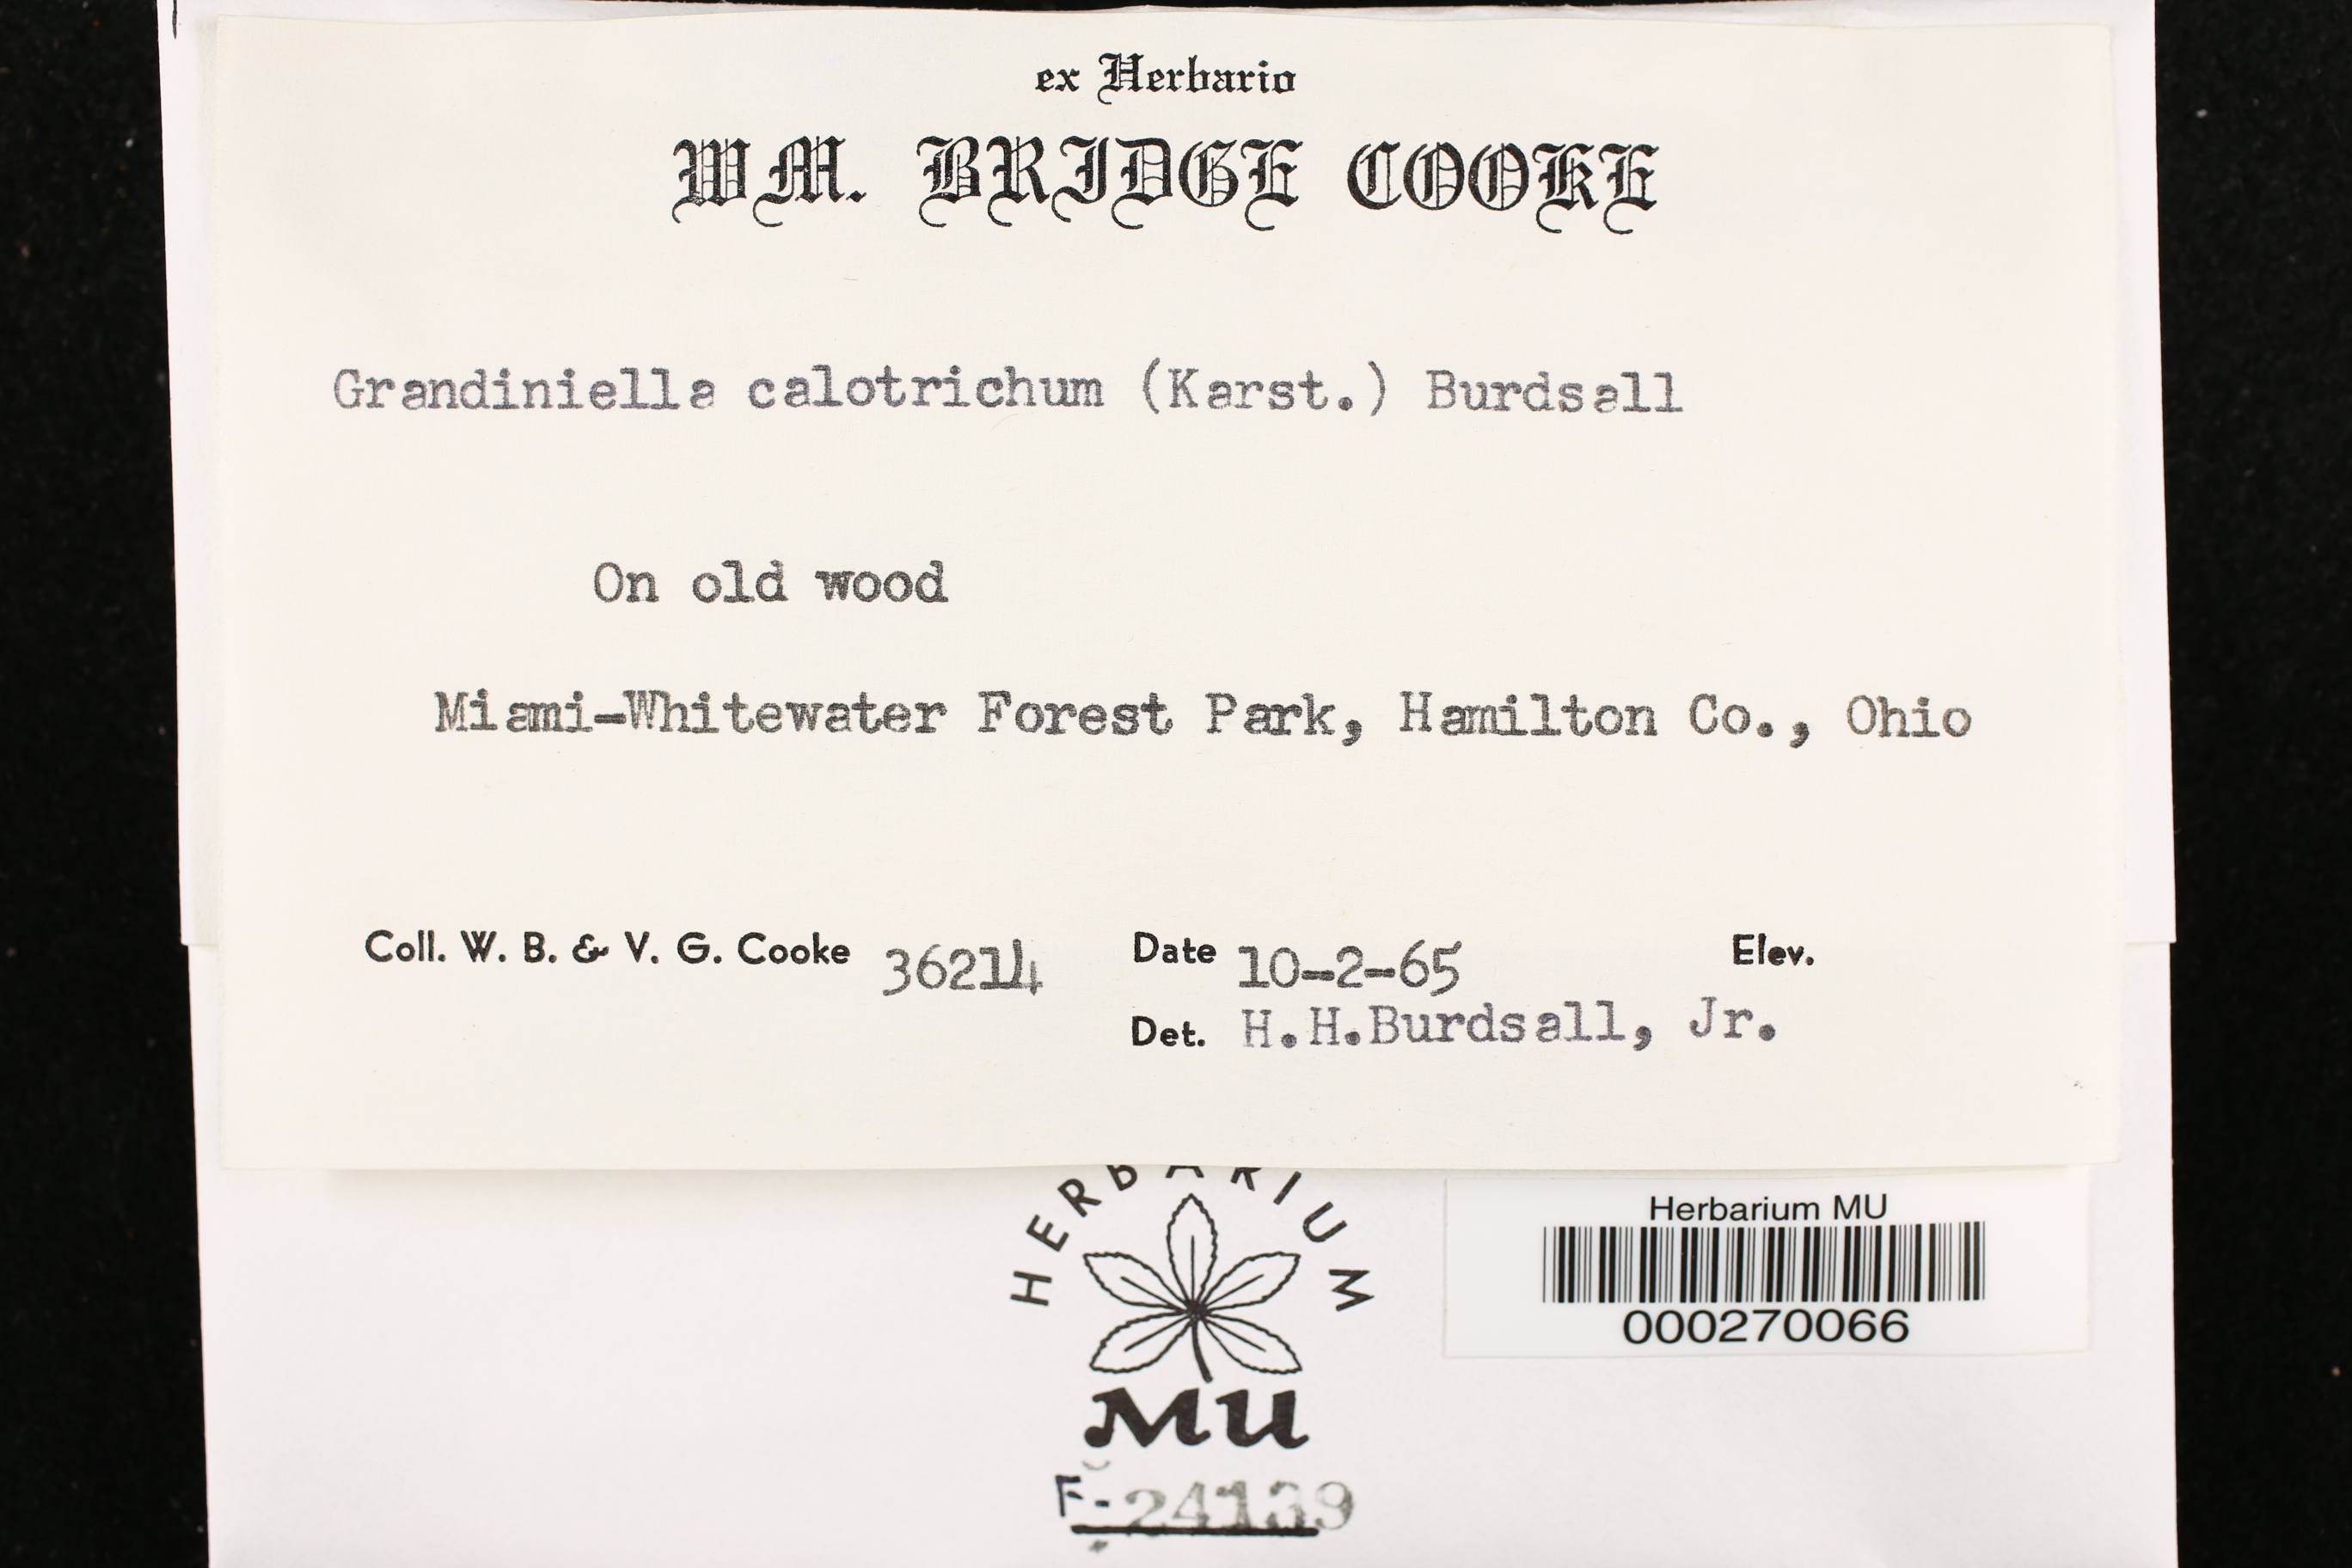 ex Herbario
WM. BRIDGE COOKE
Grandiniella calotrichum (Karst.) Burdsall
On old wood
Miami-Whitewater Forest Park, Hamilton Co., Ohio
Coll. W. B. & V. G. Cooke 36214 Date 10-2-65 Elev.
Det. H.H.Burdsall, Jr.
HERBARIUM
MU
F-24139
Herbarium MU
000270066